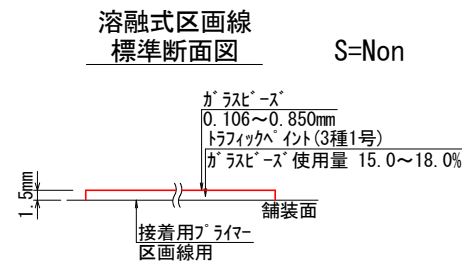 溶融式区画線
標準断面図
S=Non
ｶﾞﾗｽﾋﾞｰｽﾞ
0.106～0.850mm
ﾄﾗﾌｨｯｸﾍﾟｲﾝﾄ(3種1号)
ｶﾞﾗｽﾋﾞｰｽﾞ使用量 15.0～18.0%
1.5mm
舗装面
接着用ﾌﾟﾗｲﾏｰ
区画線用